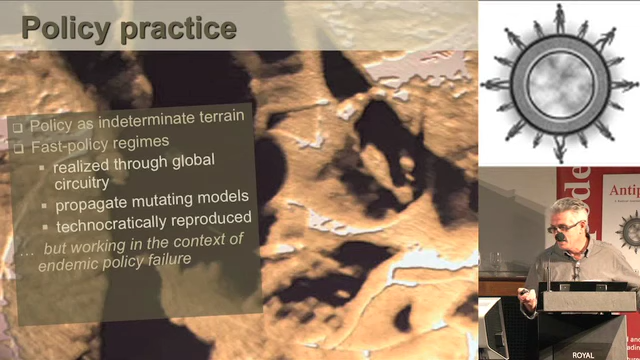 Policy practice
Policy as indeterminate terrain
Fast-policy regimes
realized through global
circuitry
propagate mutating models
technocratically reproduced
… but working in the context of
endemic policy failure
Antip
ROYAL